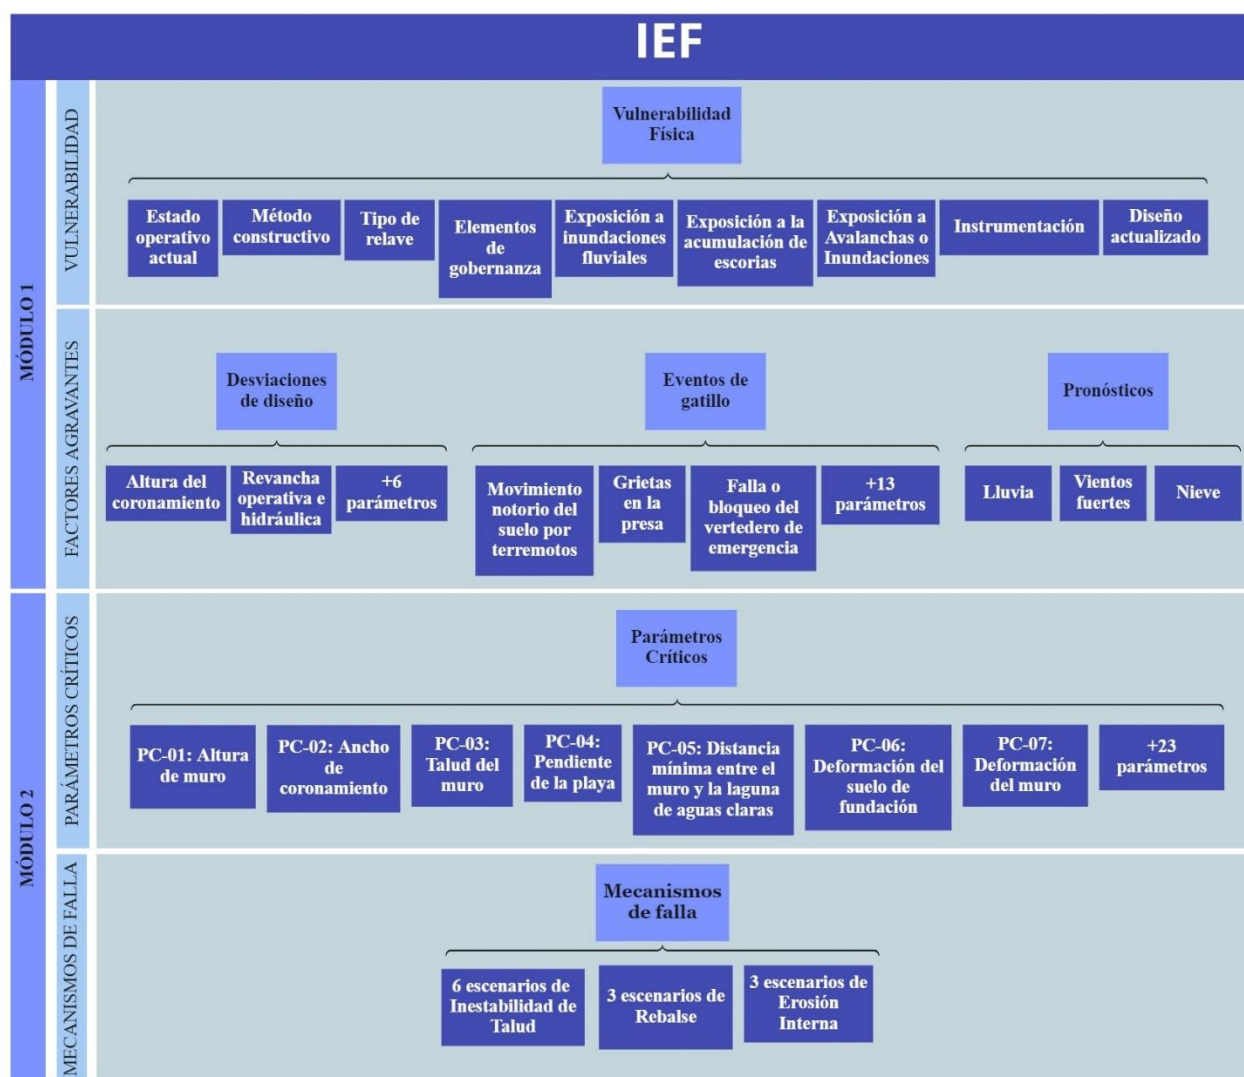 IEF
MÓDULO 1
VULNERABILIDAD
Vulnerabilidad
Física
Estado
operativo
actual
Método
constructivo
Tipo de
relave
Elementos
de
gobernanza
Exposición a
inundaciones
fluviales
Exposición a la
acumulación de
escorias
Exposición a
Avalanchas o
Inundaciones
Instrumentación
Diseño
actualizado
FACTORES AGRAVANTES
Desviaciones
de diseño
Altura del
coronamiento
Revancha
operativa e
hidráulica
+6
parámetros
Eventos de
gatillo
Movimiento
notorio del
suelo por
terremotos
Grietas
en la
presa
Falla o
bloqueo del
vertedero de
emergencia
+13
parámetros
Pronósticos
Lluvia
Vientos
fuertes
Nieve
MÓDULO 2
PARÁMETROS CRÍTICOS
Parámetros
Críticos
PC-01: Altura
de muro
PC-02: Ancho
de
coronamiento
PC-03:
Talud del
muro
PC-04:
Pendiente
de la playa
PC-05: Distancia
mínima entre el
muro y la laguna
de aguas claras
PC-06:
Deformación del
suelo de
fundación
PC-07:
Deformación
del muro
+23
parámetros
MECANISMOS DE FALLA
Mecanismos
de falla
6 escenarios de
Inestabilidad de
Talud
3 escenarios de
Rebalse
3 escenarios de
Erosión
Interna